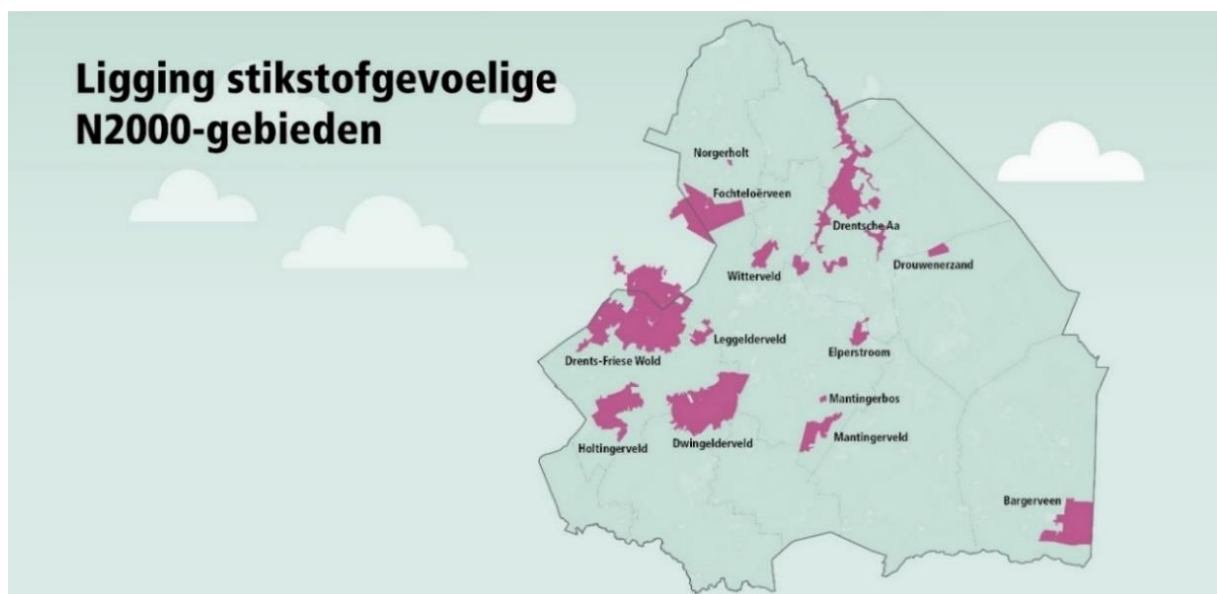 Ligging stikstofgevoelige
N2000-gebieden
Norgerholt
Fochteloërveen
Drentsche Aa
Witterveld
Drouwenerzand
Drents-Friese Wold
Leggelderveld
Elperstroom
Mantingerbos
Holtingerveld
Dwingelderveld
Mantingerveld
Bargerveen